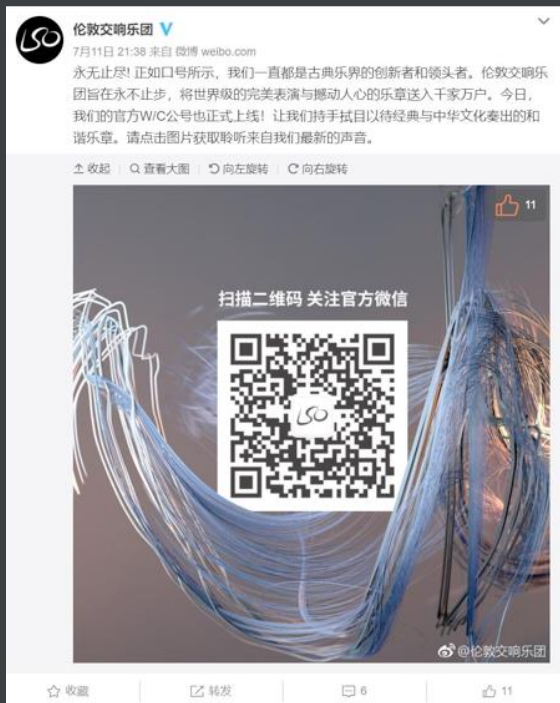 LSO
伦敦交响乐团 V
7月11日 21:38 来自 微博 weibo.com
永无止尽! 正如口号所示，我们一直都是古典乐界的创新者和领头者。伦敦交响乐
团旨在永不止步，将世界级的完美表演与撼动人心的乐章送入千家万户。今日，
我们的官方W/C公号也正式上线！让我们持手拭目以待经典与中华文化奏出的和
谐乐章。请点击图片获取聆听来自我们最新的声音。
收起 查看大图 向左旋转 向右旋转
11
扫描二维码 关注官方微信
LSO
@伦敦交响乐团
收藏 转发 6 11